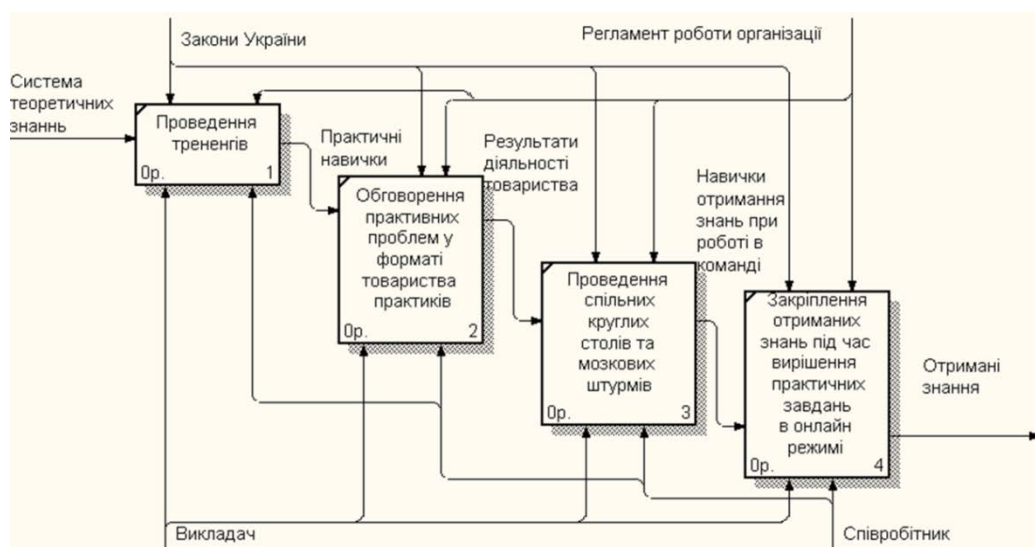 Закони України
Регламент роботи організації
Система
теоретичних
знаннь
Проведення
трененгів
0р.
1
Практичні
навички
Обговорення
практивних
проблем у
форматі
товариства
практиків
0р.
2
Результати
діяльності
товариства
Проведення
спільних
круглих
столів та
мозкових
штурмів
0р.
3
Навички
отримання
знань при
роботі в
команді
Закріплення
отриманих
знань під час
вирішення
практичних
завдань
в онлайн
режимі
0р.
4
Отримані
знання
Викладач
Співробітник